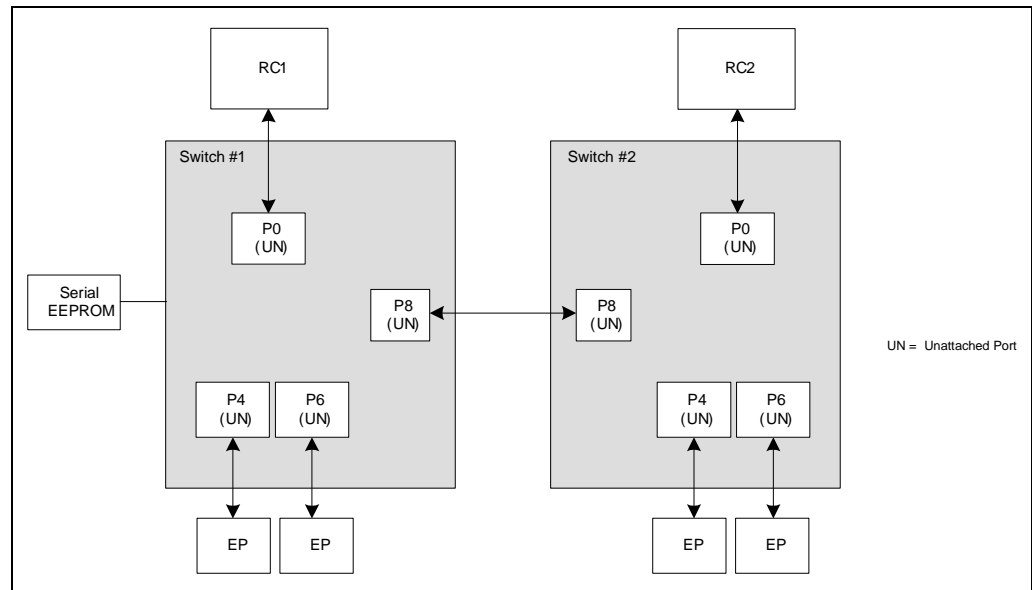 RC1
RC2
Switch #1
Switch #2
P0
(UN)
P0
(UN)
Serial
EEPROM
P8
(UN)
P8
(UN)
UN = Unattached Port
P4
(UN)
P6
(UN)
P4
(UN)
P6
(UN)
EP
EP
EP
EP